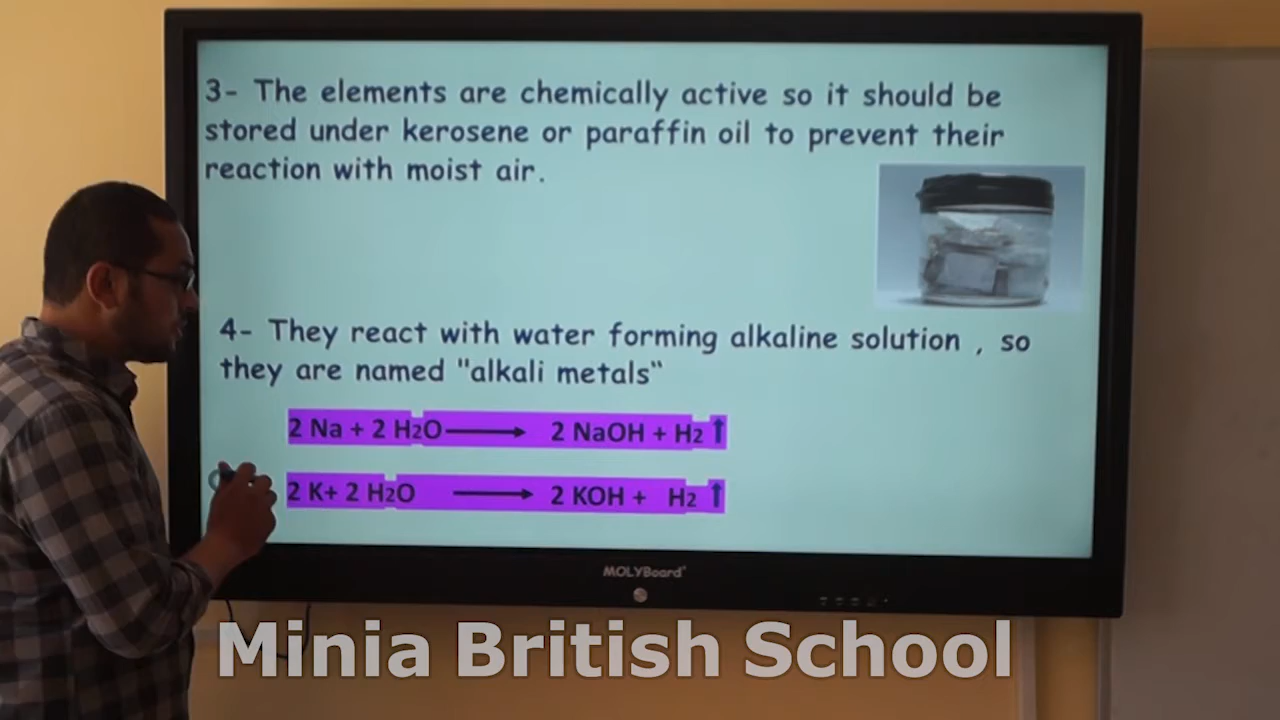 3- The elements are chemically active so it should be
stored under kerosene or paraffin oil to prevent their
reaction with moist air.
4- They react with water forming alkaline solution , so
they are named "alkali metals"
2 Na + 2 H2O ⟶ 2 NaOH + H2 ↑
2 K+ 2 H2O ⟶ 2 KOH + H2 ↑
MOLYBoard
Minia British School